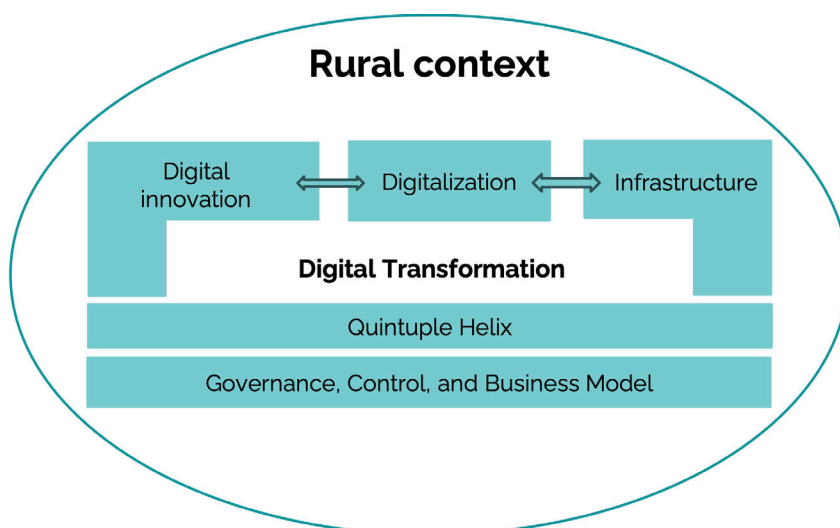 Rural context
Digital
innovation
Digitalization
Infrastructure
Digital Transformation
Quintuple Helix
Governance, Control, and Business Model